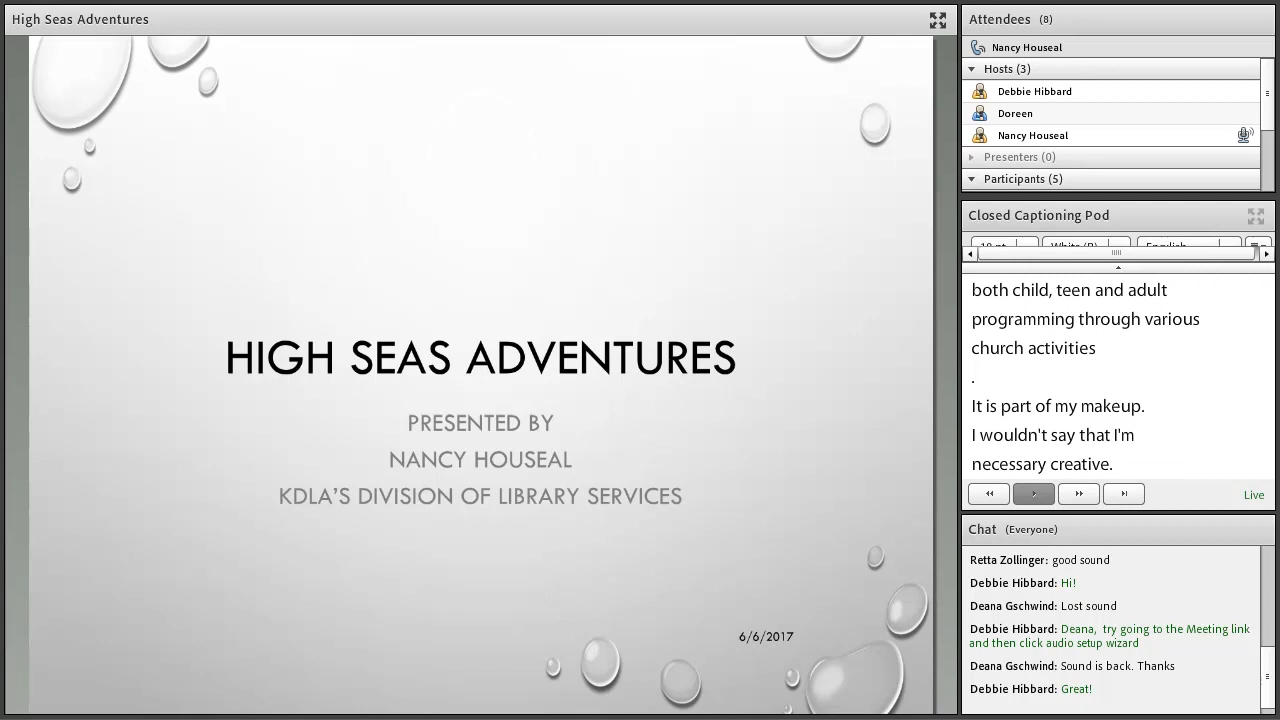 High Seas Adventures
HIGH SEAS ADVENTURES
PRESENTED BY
NANCY HOUSEAL
KDLA'S DIVISION OF LIBRARY SERVICES
6/6/2017
Attendees (8)
Nancy Houseal
Hosts (3)
Debbie Hibbard
Doreen
Nancy Houseal
Presenters (0)
Participants (5)
Closed Captioning Pod
both child, teen and adult
programming through various
church activities
.
It is part of my makeup.
I wouldn't say that I'm
necessary creative.
Live
Chat (Everyone)
Retta Zollinger: good sound
Debbie Hibbard: Hi!
Deana Gschwind: Lost sound
Debbie Hibbard: Deana, try going to the Meeting link
and then click audio setup wizard
Deana Gschwind: Sound is back. Thanks
Debbie Hibbard: Great!